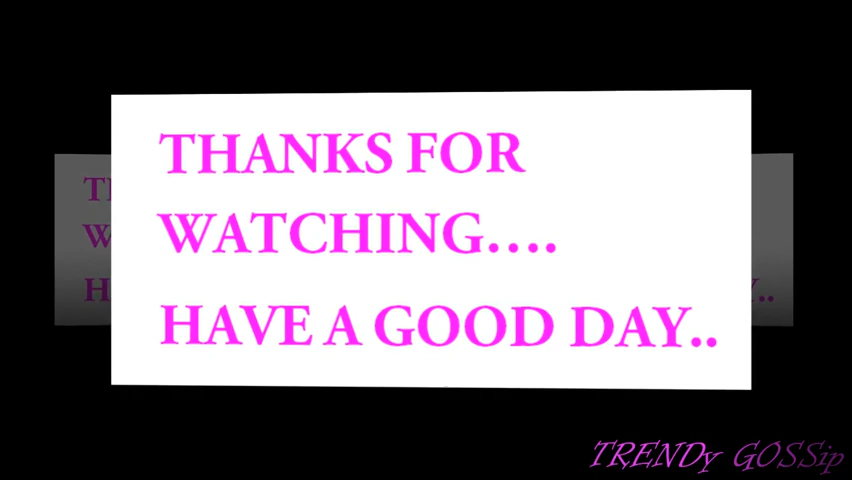 THANKS FOR
WATCHING....
HAVE A GOOD DAY..
TRENDy GOSSip